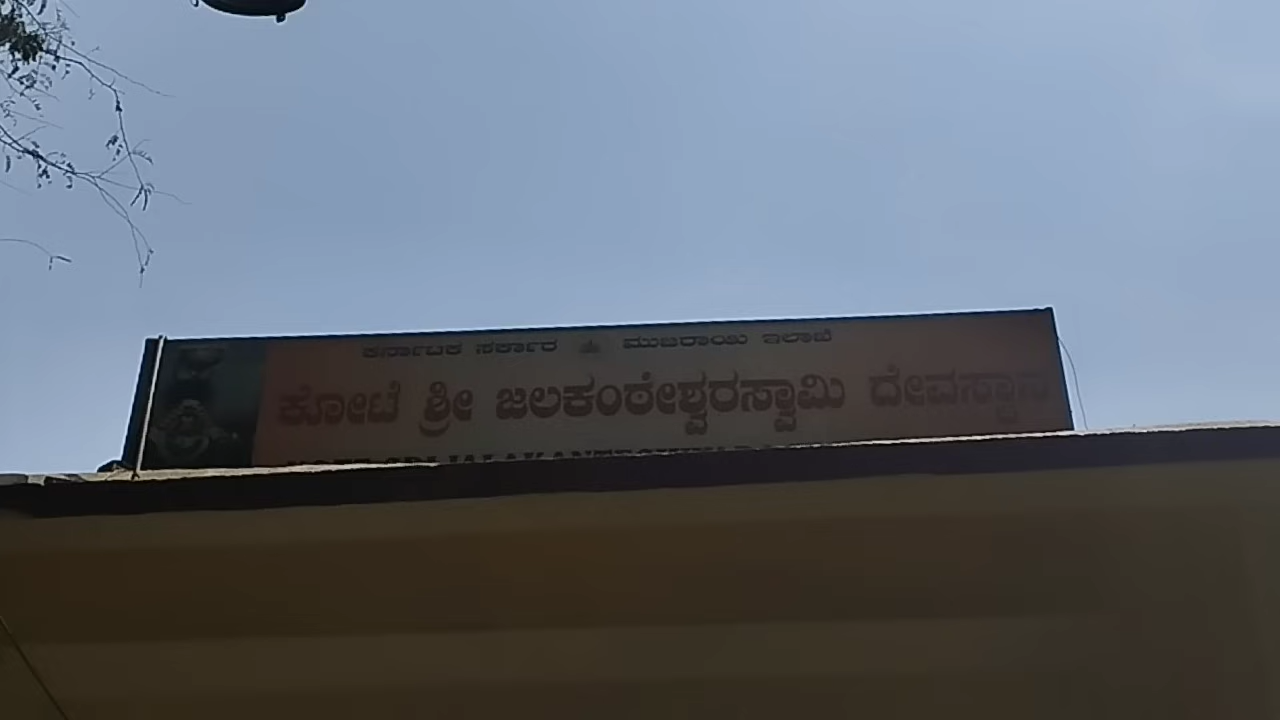 ಕರ್ನಾಟಕ ಸರ್ಕಾರ ಮುಜರಾಯಿ ಇಲಾಖೆ
ಕೋಟೆ ಶ್ರೀ ಜಲಕಂಠೇಶ್ವರಸ್ವಾಮಿ ದೇವಸ್ಥಾನ